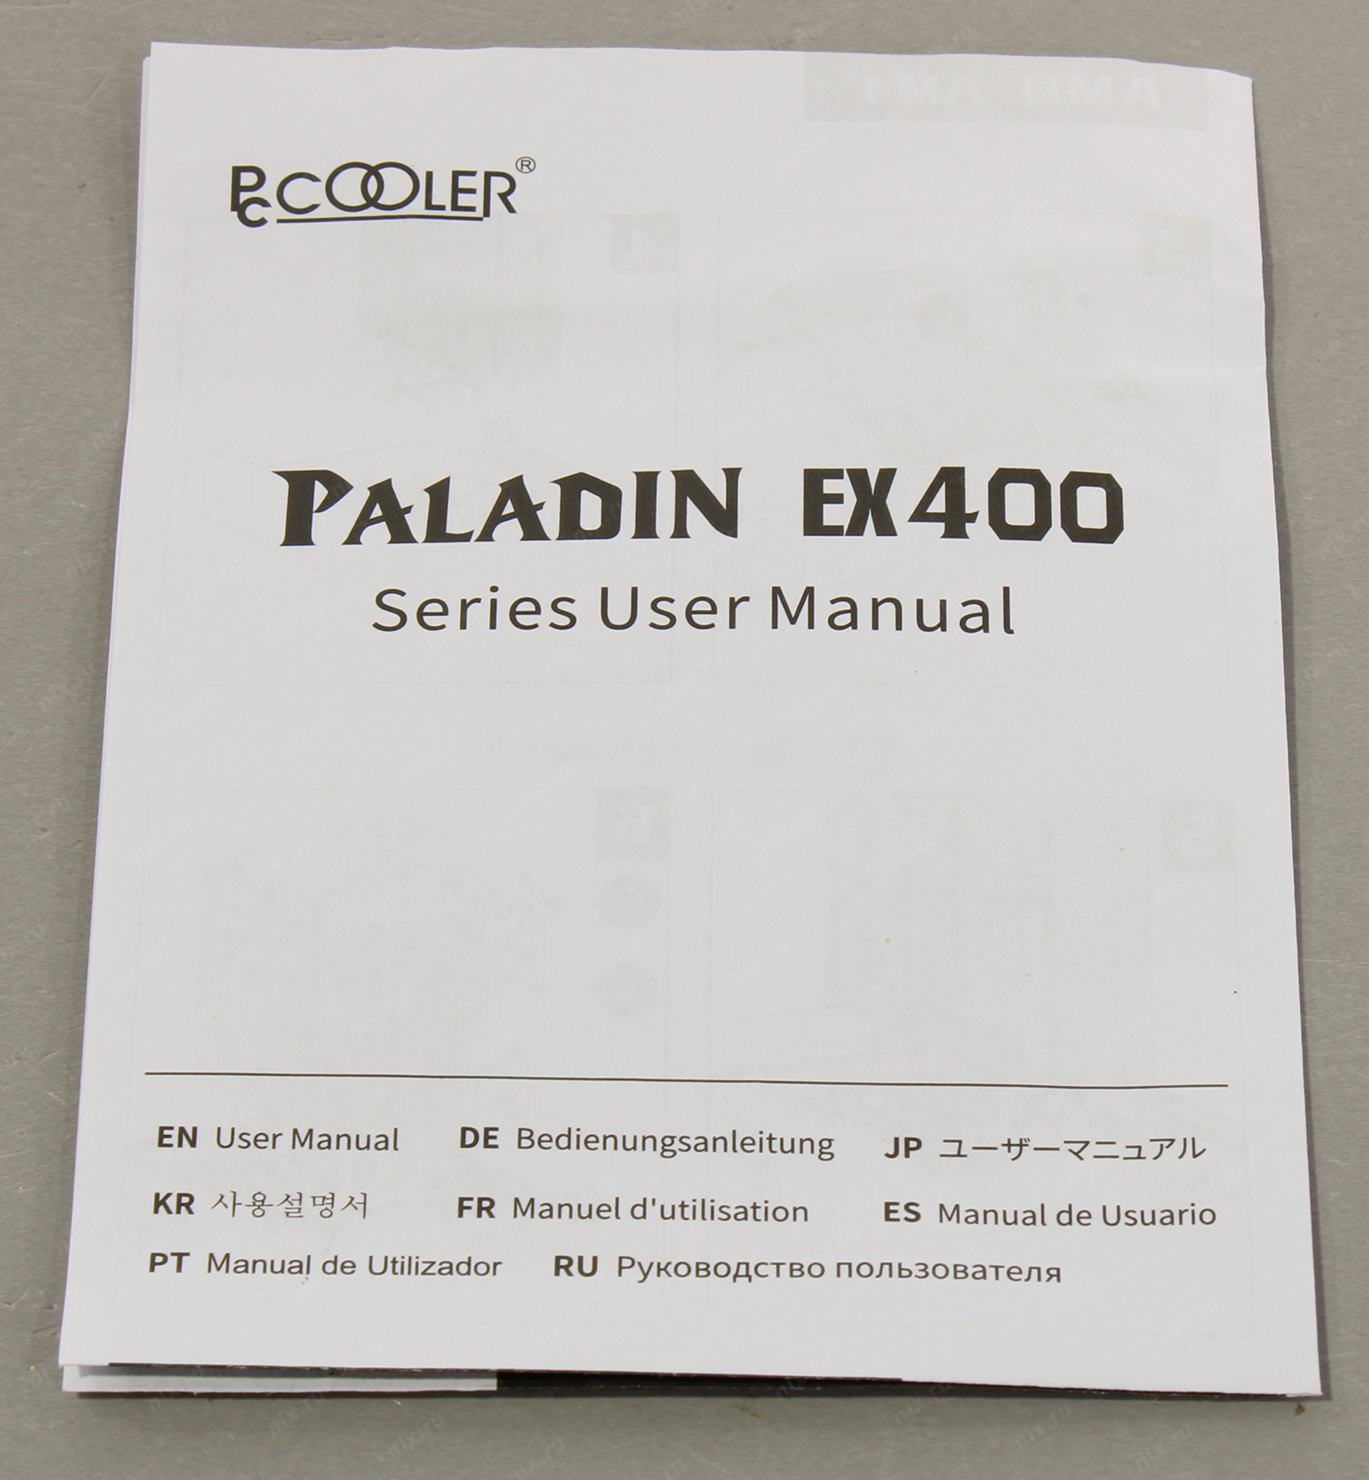 PCCOOLER®
PALADIN EX400
Series User Manual
EN User Manual DE Bedienungsanleitung JP ユーザーマニュアル
KR 사용설명서 FR Manuel d'utilisation ES Manual de Usuario
PT Manual de Utilizador RU Руководство пользователя